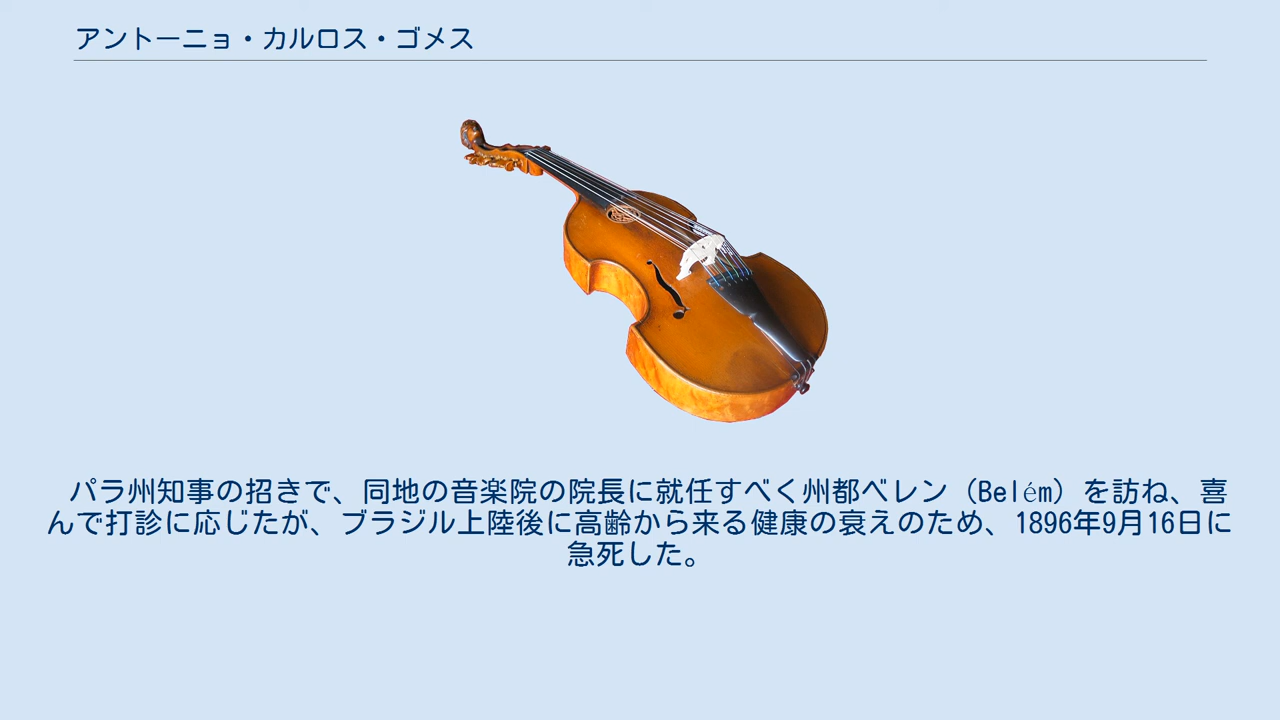 アントーニョ・カルロス・ゴメス
パラ州知事の招きで、同地の音楽院の院長に就任すべく州都ベレン（Belém）を訪ね、喜
んで打診に応じたが、ブラジル上陸後に高齢から来る健康の衰えのため、1896年9月16日に
急死した。